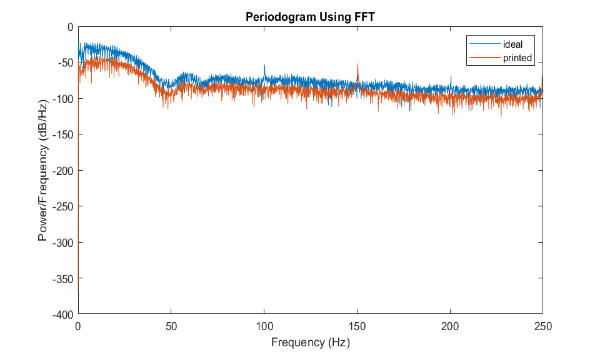 Periodogram Using FFT
ideal
printed
Power/Frequency (dB/Hz)
0
-50
-100
-150
-200
-250
-300
-350
-400
0 50 100 150 200 250
Frequency (Hz)